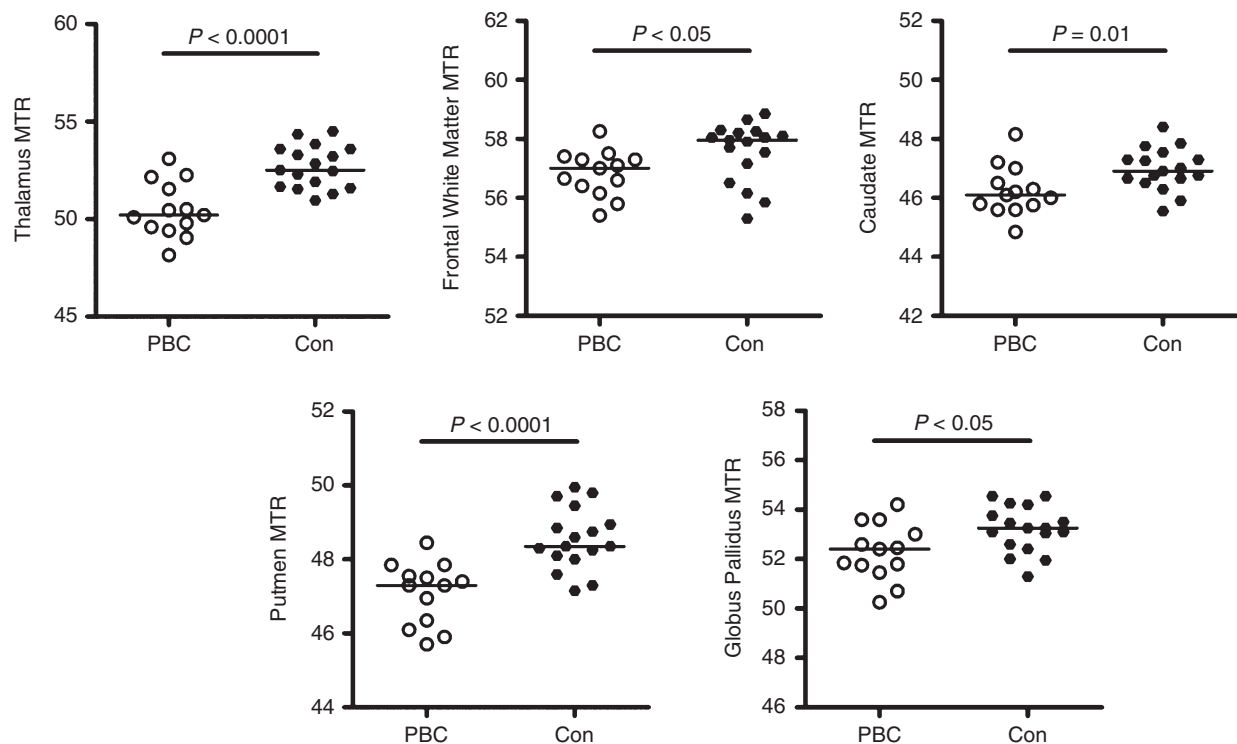 Thalamus MTR
60
55
50
45
P < 0.0001
PBC
Con
Frontal White Matter MTR
62
60
58
56
54
52
P < 0.05
PBC
Con
Caudate MTR
52
50
48
46
44
42
P = 0.01
PBC
Con
Putmen MTR
52
50
48
46
44
P < 0.0001
PBC
Con
Globus Pallidus MTR
58
56
54
52
50
48
46
P < 0.05
PBC
Con